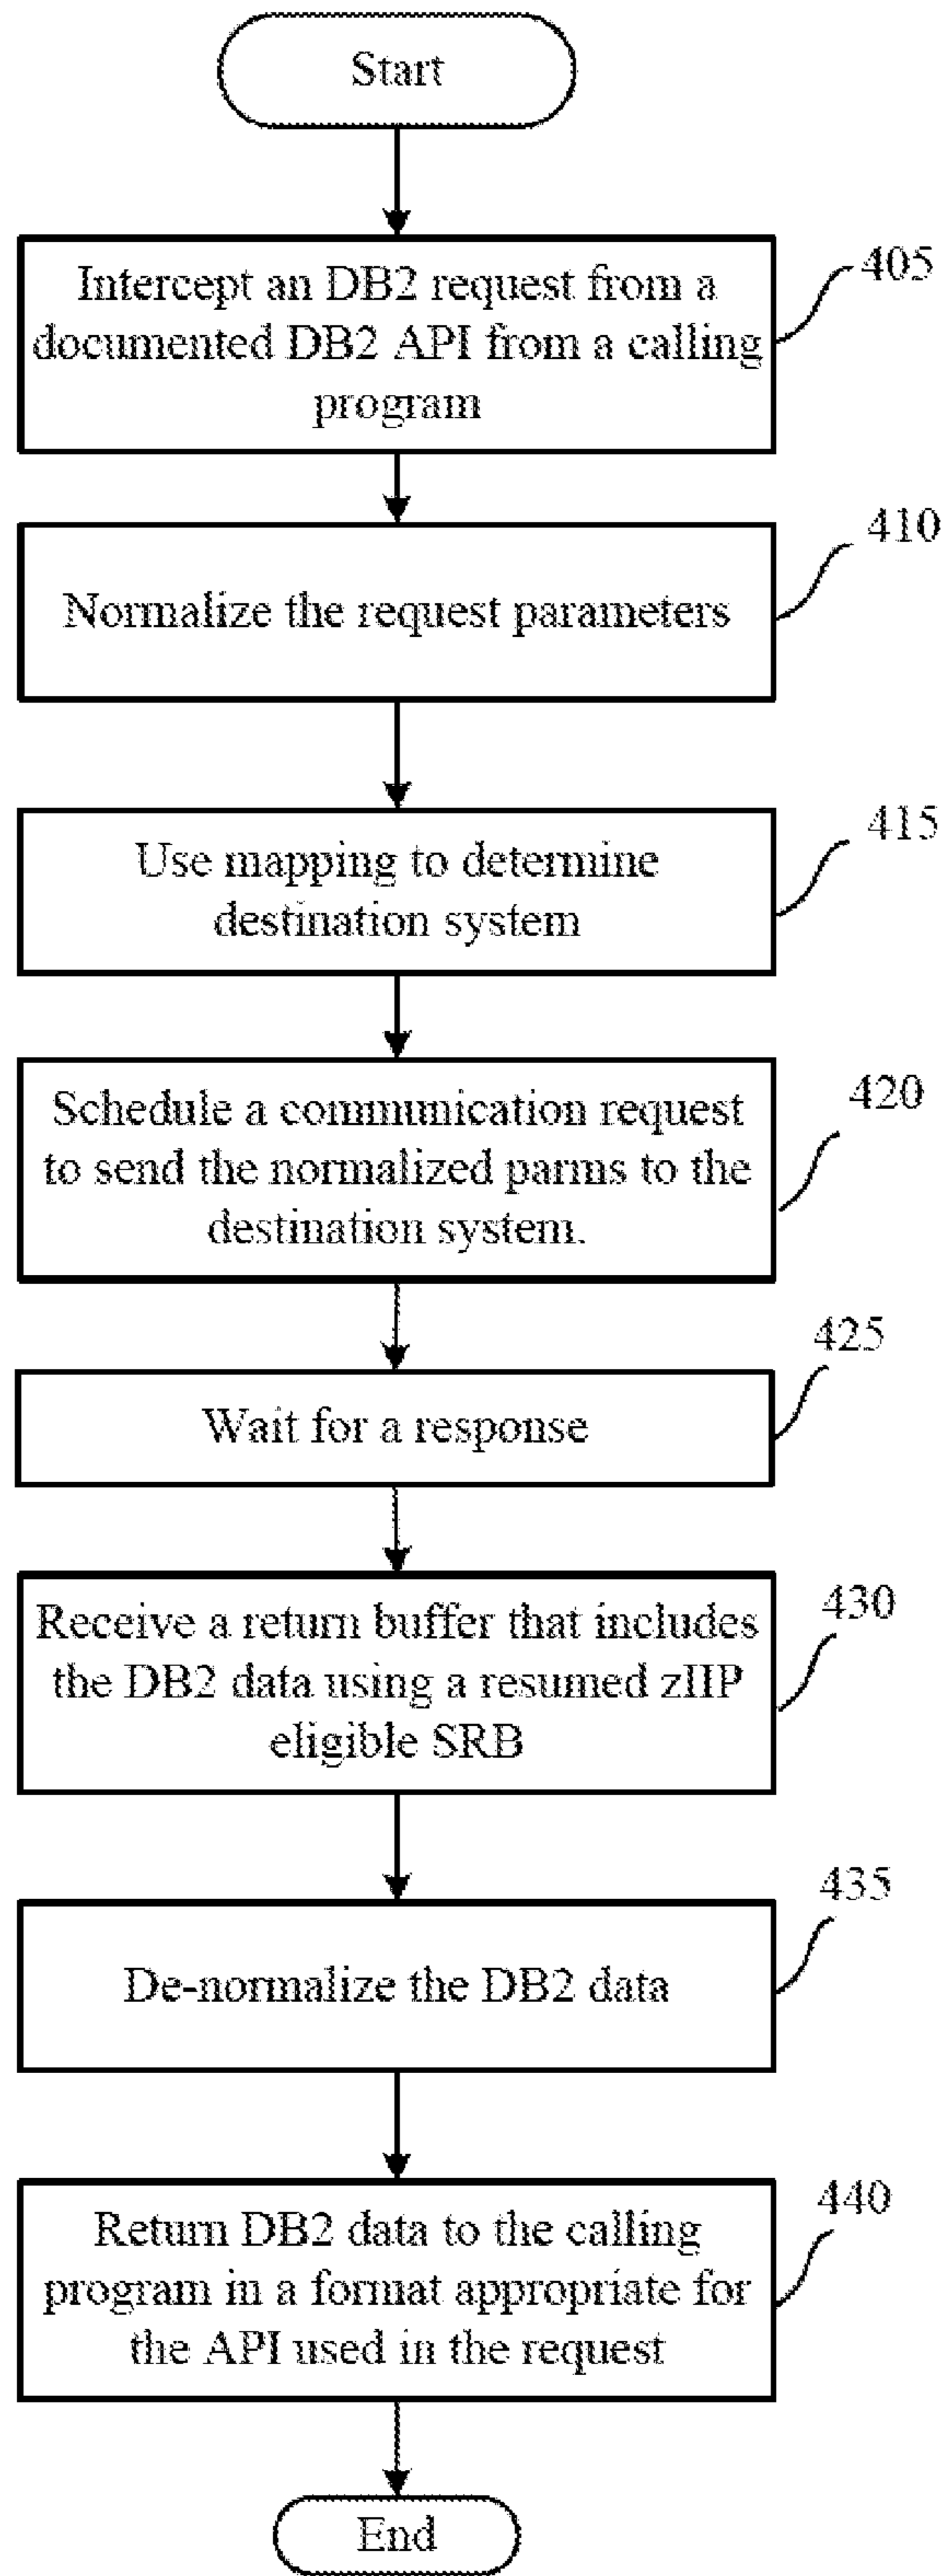 Start
Intercept an DB2 request from a
documented DB2 API from a calling
program
405
Normalize the request parameters
410
Use mapping to determine
destination system
415
Schedule a communication request
to send the normalized parms to the
destination system.
420
Wait for a response
425
Receive a return buffer that includes
the DB2 data using a resumed zIIP
eligible SRB
430
De-normalize the DB2 data
435
Return DB2 data to the calling
program in a format appropriate for
the API used in the request
440
End